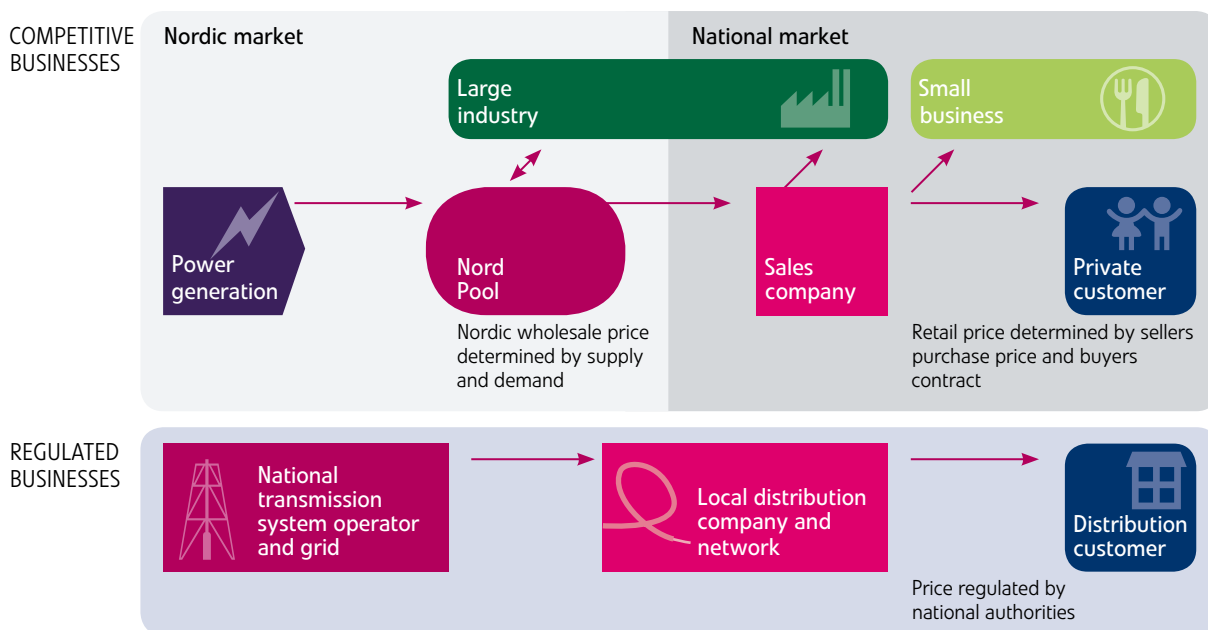 COMPETITIVE
BUSINESSES
Nordic market
National market
Large
industry
Small
business
Power
generation
Nord
Pool
Sales
company
Private
customer
Nordic wholesale price
determined by supply
and demand
Retail price determined by sellers
purchase price and buyers
contract
REGULATED
BUSINESSES
National
transmission
system operator
and grid
Local distribution
company and
network
Distribution
customer
Price regulated by
national authorities